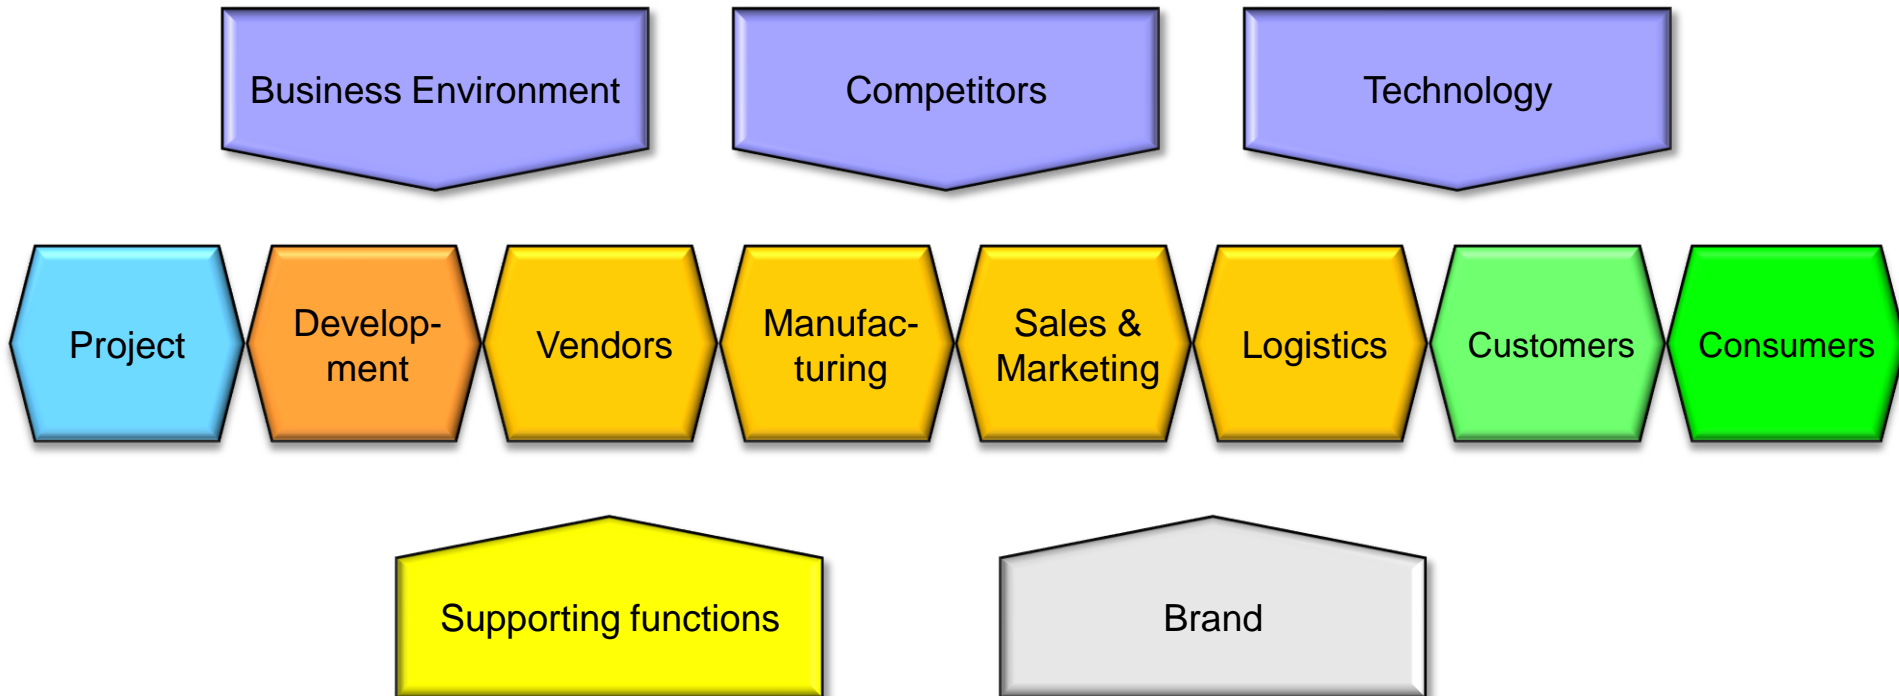 Business Environment
Competitors
Technology
Project
Develop-
ment
Vendors
Manufac-
turing
Sales &
Marketing
Logistics
Customers
Consumers
Supporting functions
Brand